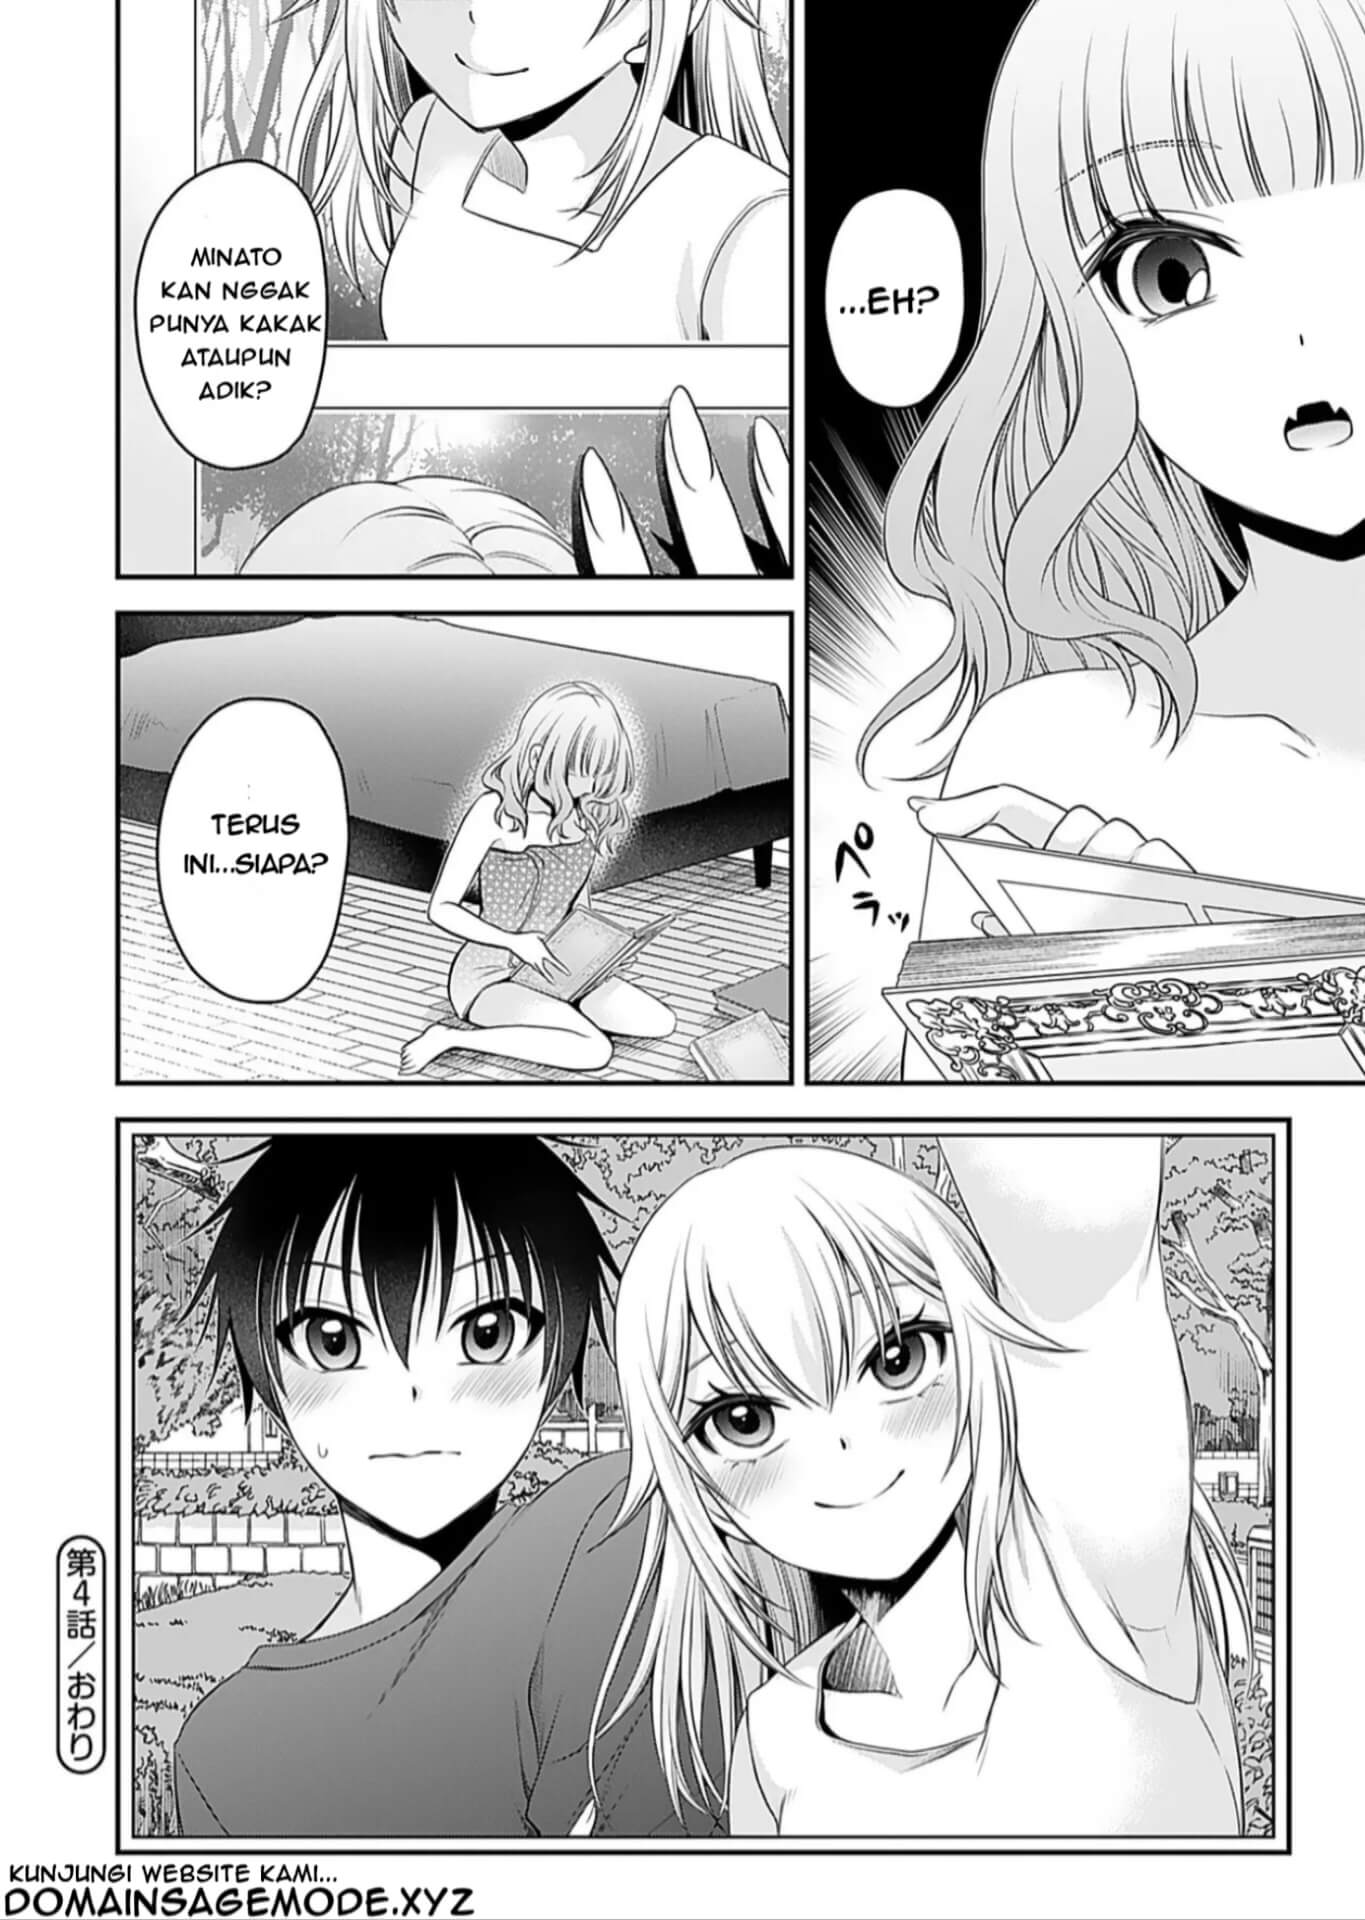 ...EH?
ペラッ
MINATO
KAN NGGAK
PUNYA KAKAK
ATAUPUN
ADIK?
TERUS
INI...SIAPA?
第4話／おわり
KUNJUNGI WEBSITE KAMI...
DOMAINSAGEMODE.XYZ